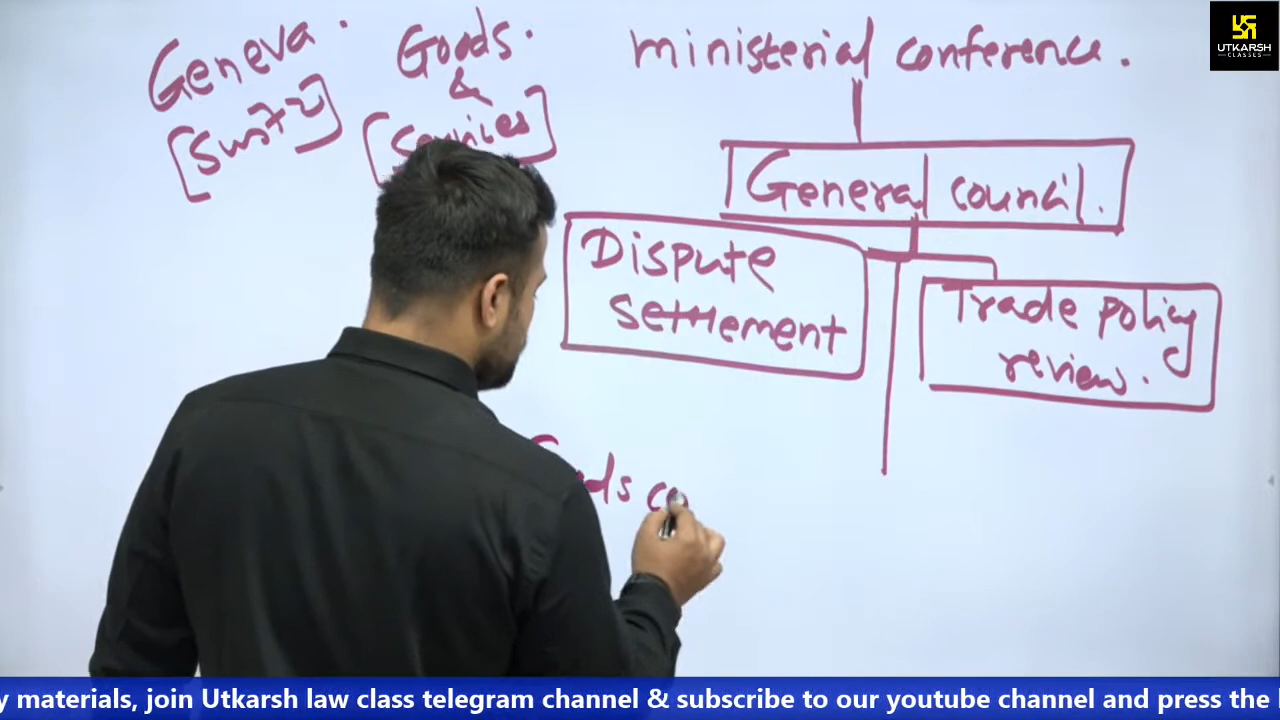 Geneva.
Goods.
&
[Services]
ministerial conference.
General council.
Dispute
settlement
Trade policy
review.
UTKARSH
CLASSES
y materials, join Utkarsh law class telegram channel & subscribe to our youtube channel and press the